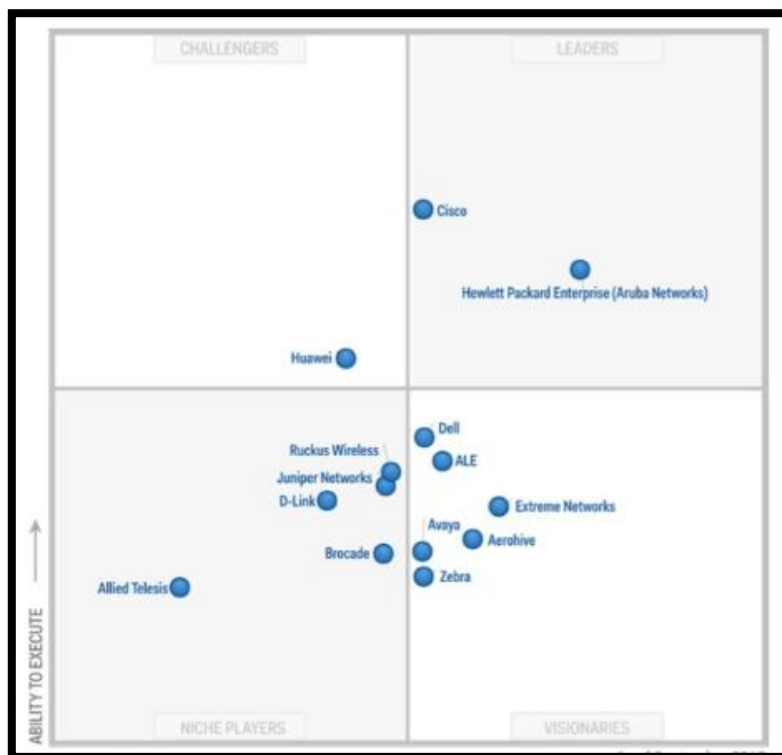 CHALLENGERS
LEADERS
Cisco
Hewlett Packard Enterprise (Aruba Networks)
Huawei
Dell
Ruckus Wireless
ALE
Juniper Networks
D-Link
Extreme Networks
Avaya
Aerohive
Brocade
Zebra
Allied Telesis
ABILITY TO EXECUTE
NICHE PLAYERS
VISIONARIES